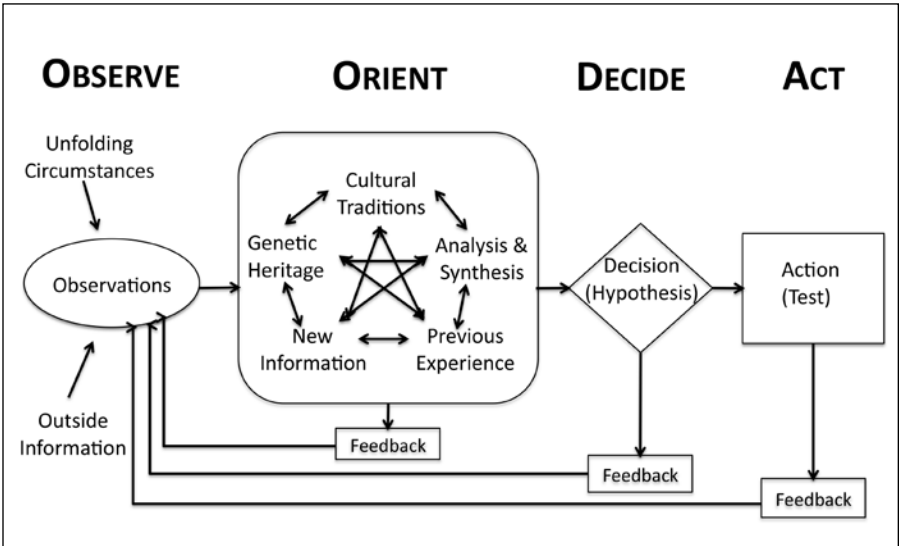 OBSERVE
ORIENT
DECIDE
ACT
Unfolding
Circumstances
Observations
Outside
Information
Cultural
Traditions
Genetic
Heritage
Analysis &
Synthesis
New
Information
Previous
Experience
Decision
(Hypothesis)
Action
(Test)
Feedback
Feedback
Feedback